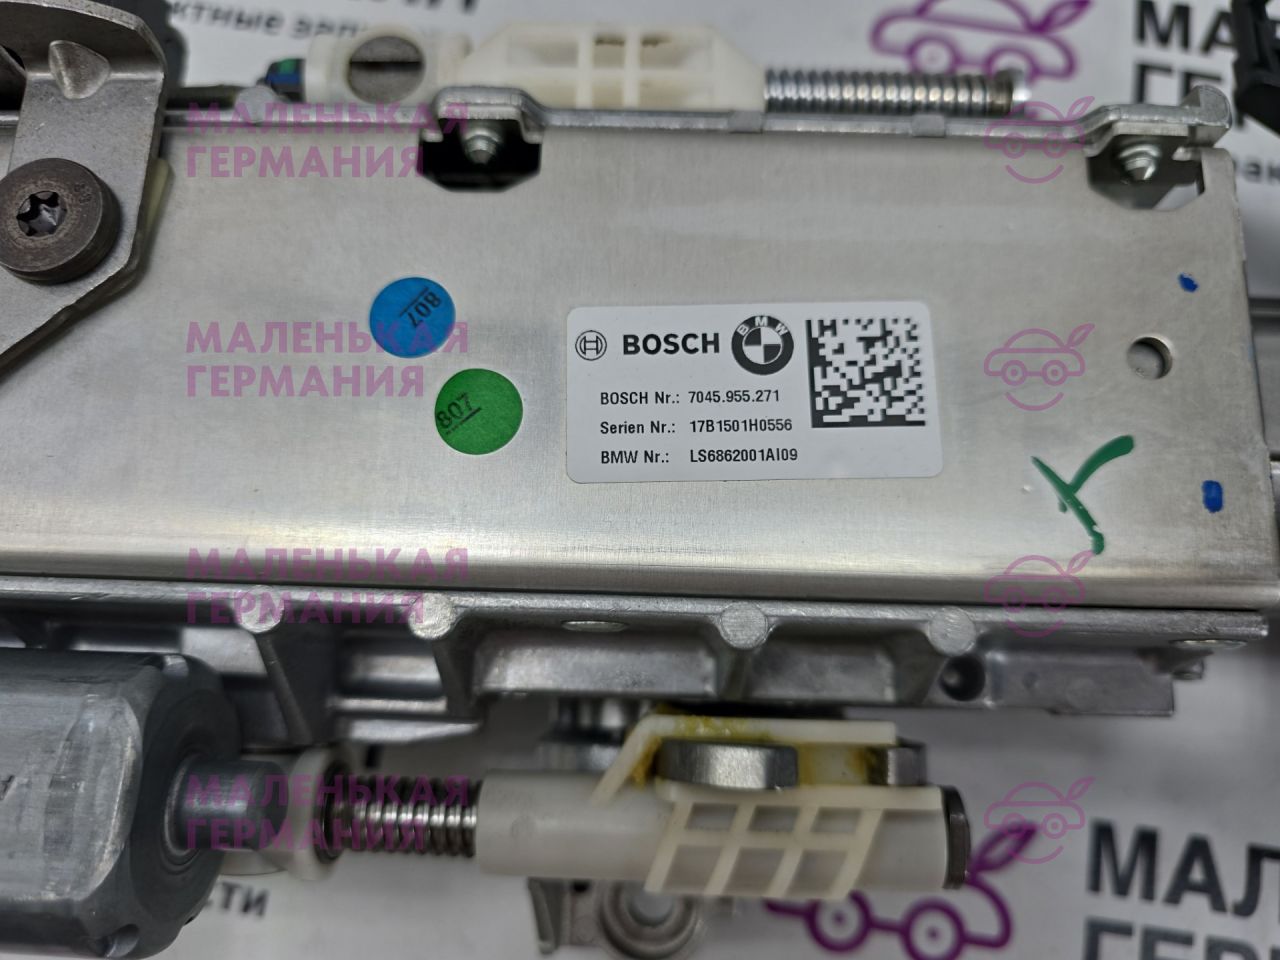 МАЛЕНЬКАЯ
ГЕРМАНИЯ
807
807
BOSCH BMW
BOSCH Nr.: 7045.955.271
Serien Nr.: 17B1501H0556
BMW Nr.: LS6862001AI09
МАЛЕНЬКАЯ
ГЕРМАНИЯ
МАЛЕНЬКАЯ
ГЕРМАНИЯ
МАЛЕНЬКАЯ
ГЕРМАНИЯ